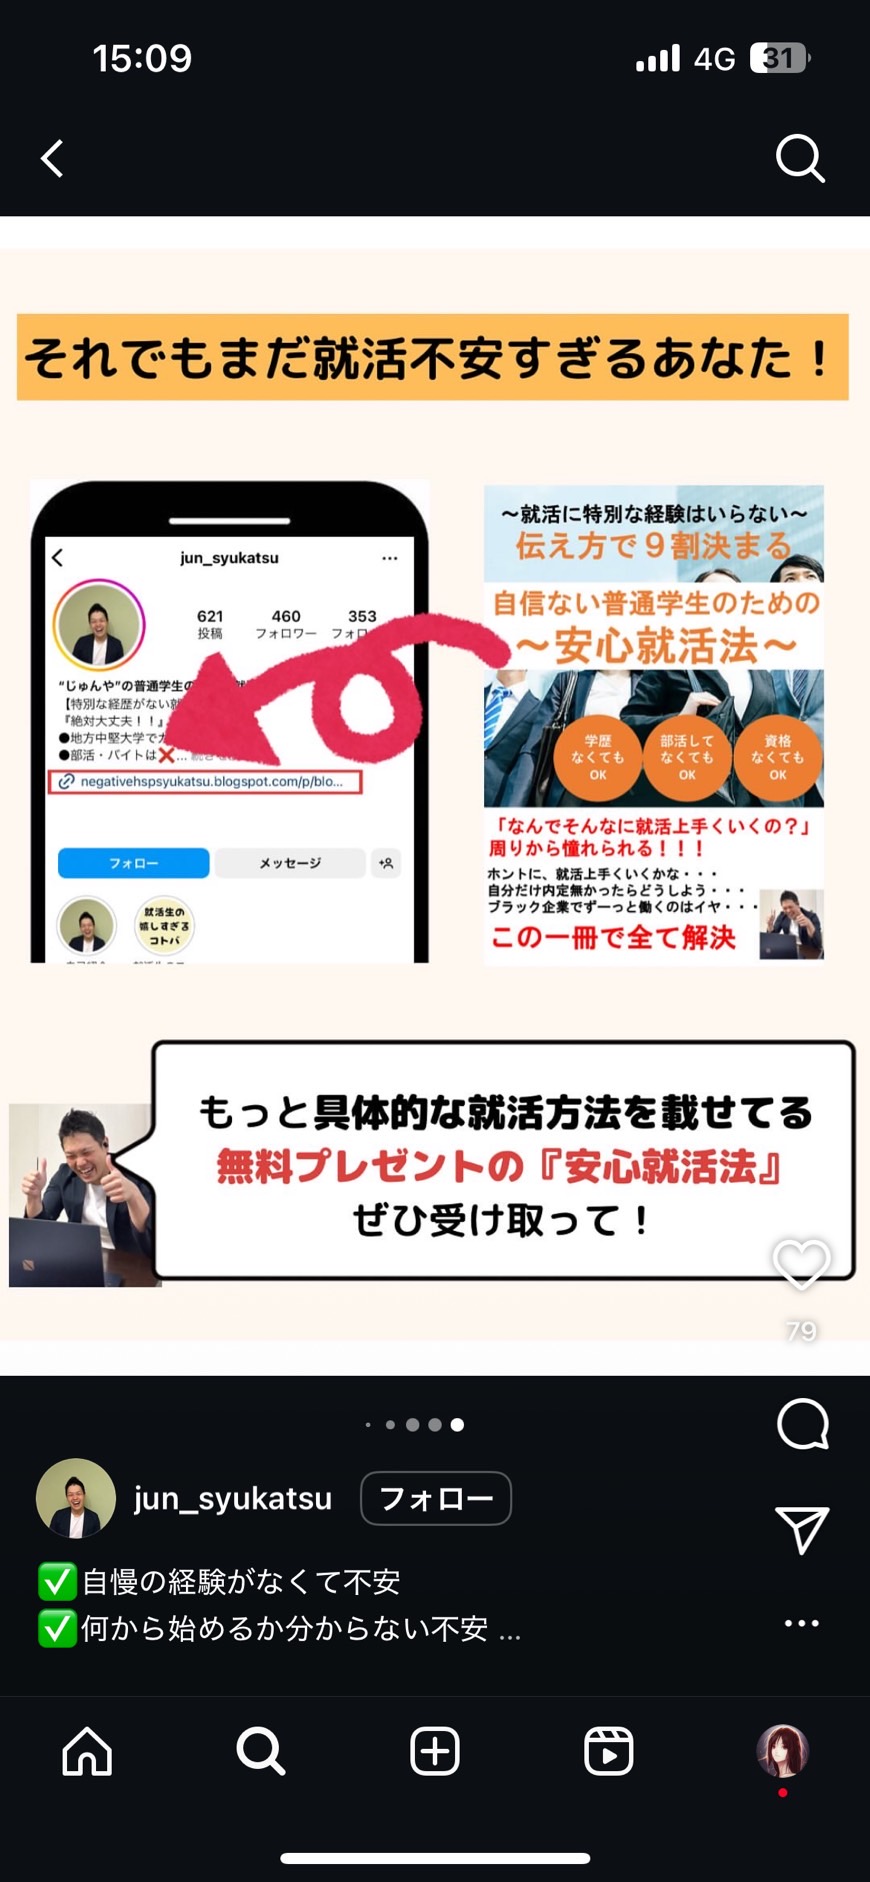 15:09
4G
31
それでもまだ就活不安すぎるあなた！
jun_syukatsu
621
460
353
投稿
フォロワー
フォロ
“じゅんや”の普通学生の
【特別な経歴がない就
『絶対大丈夫！！』
●地方中堅大学でが
●部活・バイトは❌…
negativehspsyukatsu.blogspot.com/p/blo...
フォロー
メッセージ
就活生の
嬉しすぎる
コトバ
～就活に特別な経験はいらない～
伝え方で９割決まる
自信ない普通学生のための
～安心就活法～
学歴
なくても
OK
部活して
なくても
OK
資格
なくても
OK
「なんでそんなに就活上手くいくの？」
周りから憧れられる！！！
ホントに、就活上手くいくかな・・・
自分だけ内定無かったらどうしよう・・・
ブラック企業でずーっと働くのはイヤ・・・
この一冊で全て解決
もっと具体的な就活方法を載せてる
無料プレゼントの『安心就活法』
ぜひ受け取って！
79
jun_syukatsu
フォロー
✅自慢の経験がなくて不安
✅何から始めるか分からない不安 ...